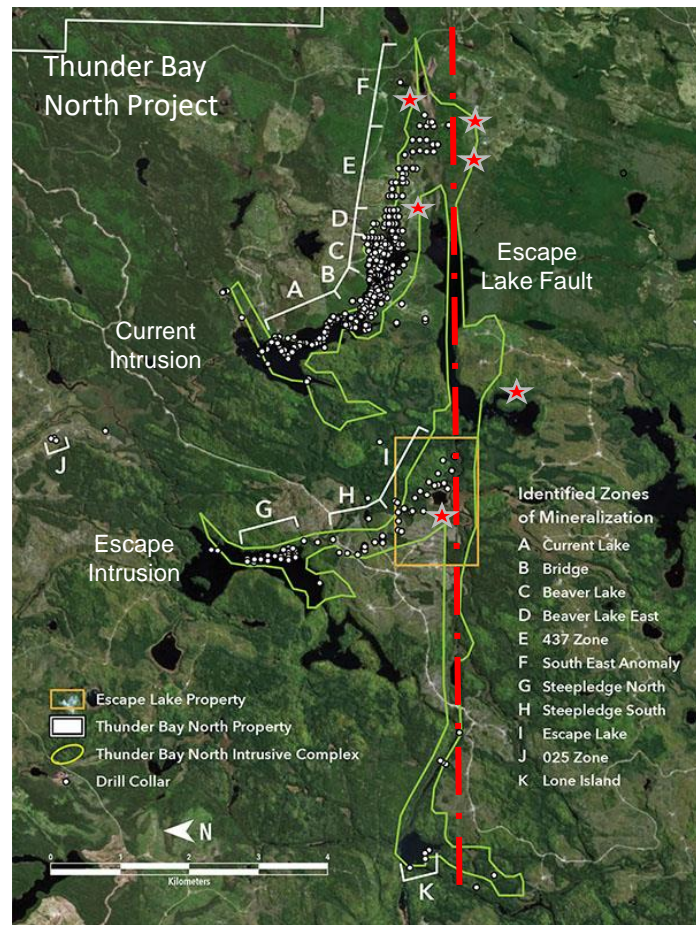 Thunder Bay
North Project
F
E
D
C
B
A
Current
Intrusion
Escape
Lake Fault
J
I
H
G
Escape
Intrusion
Identified Zones
of Mineralization
A Current Lake
B Bridge
C Beaver Lake
D Beaver Lake East
E 437 Zone
F South East Anomaly
G Steepledge North
H Steepledge South
I Escape Lake
J 025 Zone
K Lone Island
Escape Lake Property
Thunder Bay North Property
Thunder Bay North Intrusive Complex
Drill Collar
N
0 1 2 3 4
Kilometers
K